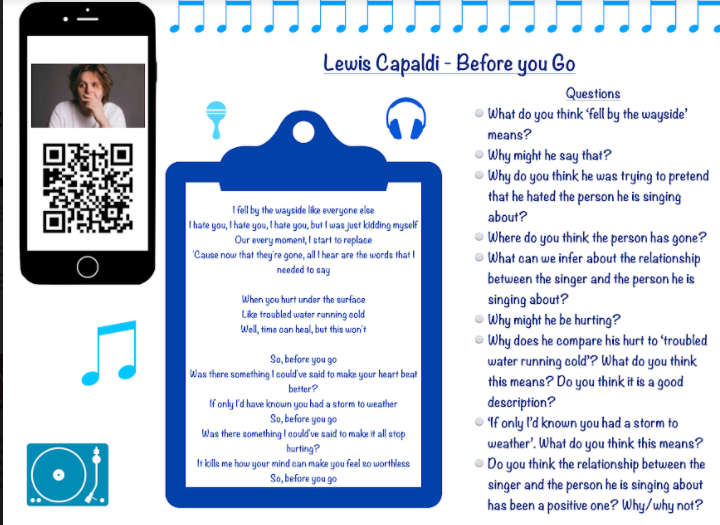 Lewis Capaldi - Before you Go
I fell by the wayside like everyone else
I hate you, I hate you, I hate you, but I was just kidding myself
Our every moment, I start to replace
'Cause now that they're gone, all I hear are the words that I
needed to say
When you hurt under the surface
Like troubled water running cold
Well, time can heal, but this won't
So, before you go
Was there something I could've said to make your heart beat
better?
If only I'd have known you had a storm to weather
So, before you go
Was there something I could've said to make it all stop
hurting?
It kills me how your mind can make you feel so worthless
So, before you go
Questions
What do you think 'fell by the wayside'
means?
Why might he say that?
Why do you think he was trying to pretend
that he hated the person he is singing
about?
Where do you think the person has gone?
What can we infer about the relationship
between the singer and the person he is
singing about?
Why might he be hurting?
Why does he compare his hurt to 'troubled
water running cold'? What do you think
this means? Do you think it is a good
description?
'If only I'd known you had a storm to
weather'. What do you think this means?
Do you think the relationship between the
singer and the person he is singing about
has been a positive one? Why/why not?